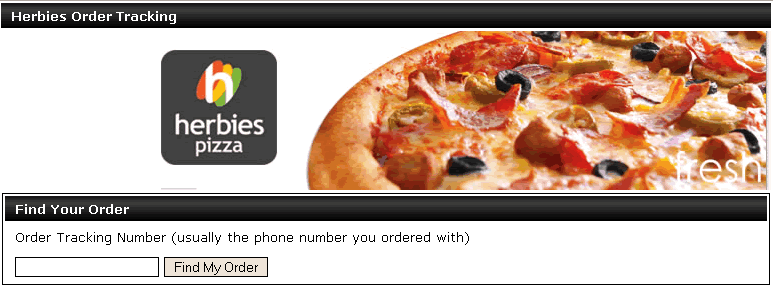 Herbies Order Tracking
h
herbies
pizza
fresh
Find Your Order
Order Tracking Number (usually the phone number you ordered with)
Find My Order